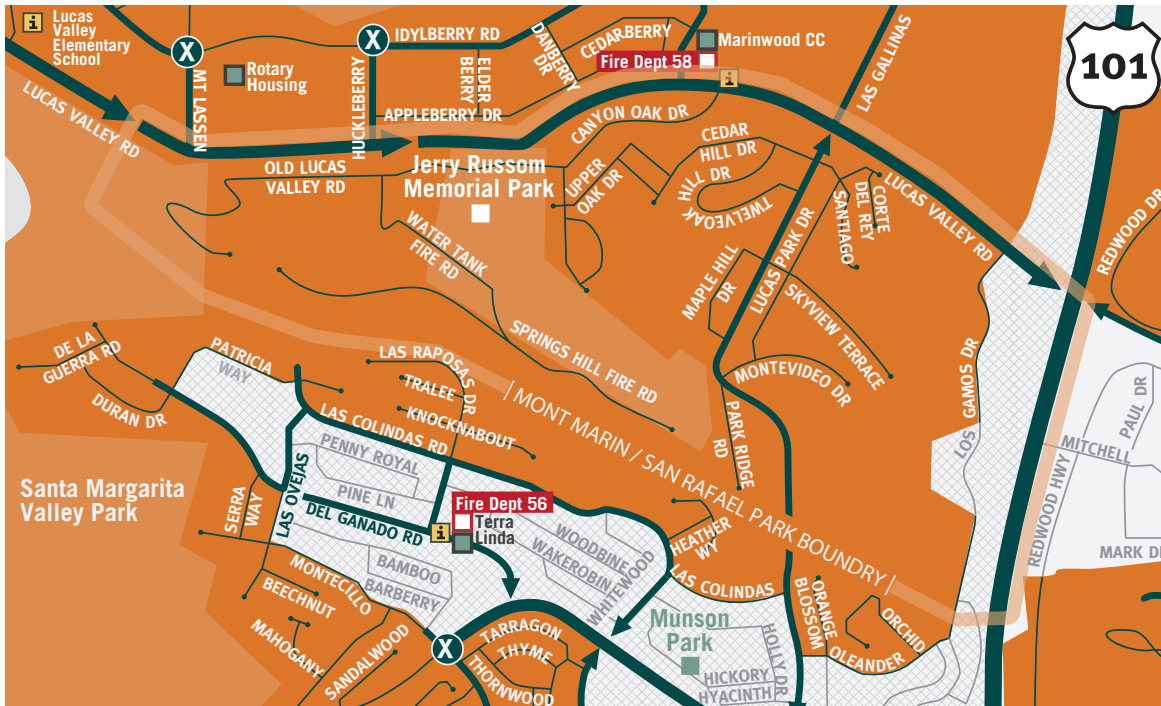 i
Lucas
Valley
Elementary
School
X
X
IDYLBERRY RD
DANBERRY
DR
CEDARBERRY
Marinwood CC
Fire Dept 58
i
LAS GALLINAS
101
MT LASSEN
Rotary
Housing
HUCKLEBERRY
ELDER
BERRY
APPLEBERRY DR
LUCAS VALLEY RD
OLD LUCAS
VALLEY RD
Jerry Russom
Memorial Park
CANYON OAK DR
UPPER
OAK DR
CEDAR
HILL DR
HILL DR
TWELVEOAK
SANTIAGO
CORTE
DEL REY
LUCAS VALLEY RD
REDWOOD DR
WATER TANK
FIRE RD
MAPLE HILL
DR
LUCAS PARK DR
SKYVIEW TERRACE
SPRINGS HILL FIRE RD
MONTEVIDEO DR
DE LA
GUERRA RD
DURAN DR
PATRICIA
WAY
LAS RAPOSAS DR
TRALEE
KNOCKNABOUT
LAS COLINDAS RD
| MONT MARIN / SAN RAFAEL PARK BOUNDRY |
PARK RIDGE
RD
LOS GAMOS DR
PAUL DR
MITCHELL
REDWOOD HWY
MARK DR
Santa Margarita
Valley Park
PENNY ROYAL
PINE LN
DEL GANADO RD
LAS OVEJAS
SERRA
WAY
Fire Dept 56
i
Terra
Linda
WOODBINE
WAKEROBIN
WHITEWOOD
HEATHER
WY
LAS COLINDAS
BAMBOO
BARBERRY
MONTECILLO
BEECHNUT
MAHOGANY
SANDALWOOD
X
TARRAGON
THYME
THORNWOOD
Munson
Park
HOLLY DR
HICKORY
HYACINTH
ORANGE
BLOSSOM
ORCHID
OLEANDER